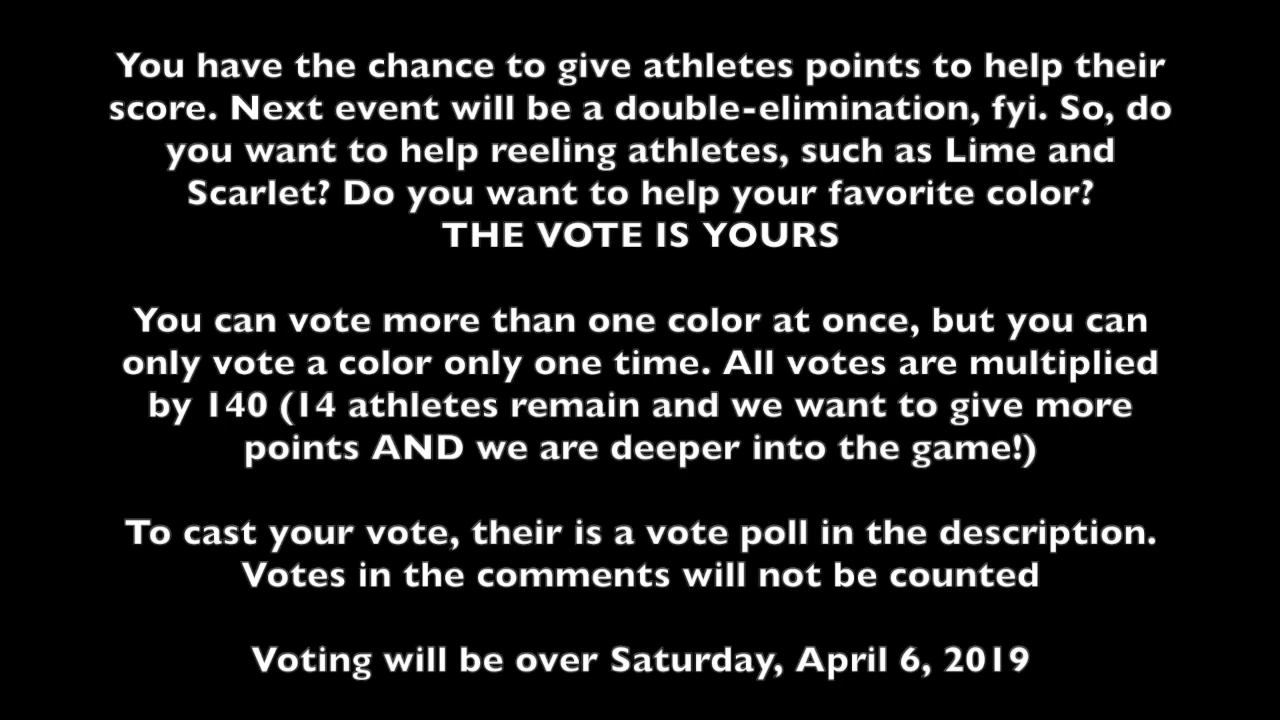 You have the chance to give athletes points to help their
score. Next event will be a double-elimination, fyi. So, do
you want to help reeling athletes, such as Lime and
Scarlet? Do you want to help your favorite color?
THE VOTE IS YOURS
You can vote more than one color at once, but you can
only vote a color only one time. All votes are multiplied
by 140 (14 athletes remain and we want to give more
points AND we are deeper into the game!)
To cast your vote, their is a vote poll in the description.
Votes in the comments will not be counted
Voting will be over Saturday, April 6, 2019